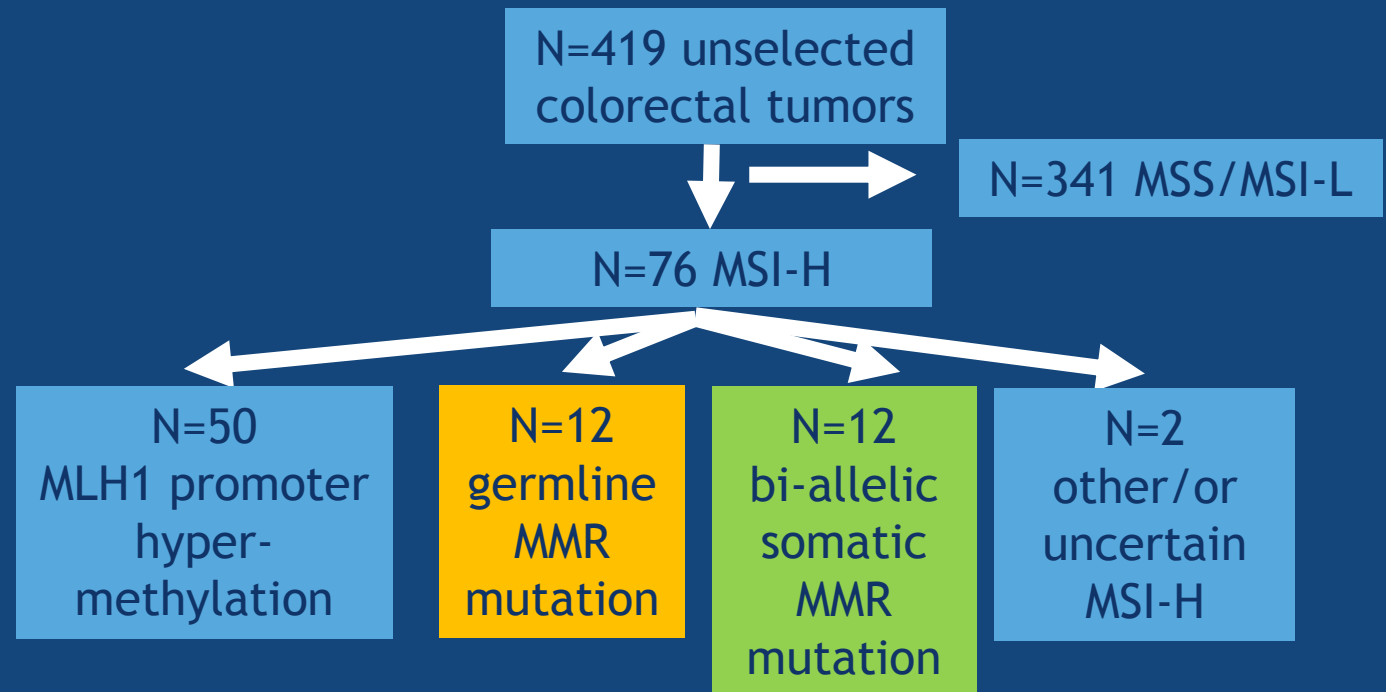 N=419 unselected
colorectal tumors
N=341 MSS/MSI-L
N=76 MSI-H
N=50
MLH1 promoter
hyper-
methylation
N=12
germline
MMR
mutation
N=12
bi-allelic
somatic
MMR
mutation
N=2
other/or
uncertain
MSI-H